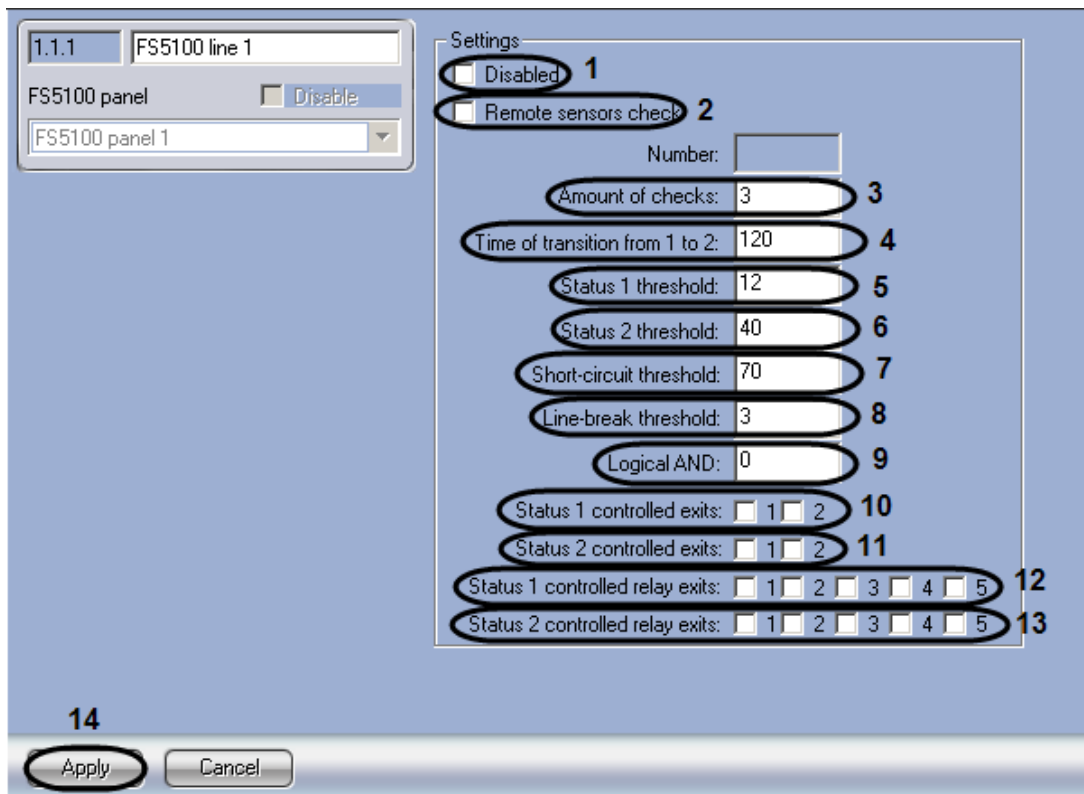 1.1.1 FS5100 line 1
FS5100 panel Disable
FS5100 panel 1
Settings
Disabled 1
Remote sensors check 2
Number:
Amount of checks: 3 3
Time of transition from 1 to 2: 120 4
Status 1 threshold: 12 5
Status 2 threshold: 40 6
Short-circuit threshold: 70 7
Line-break threshold: 3 8
Logical AND: 0 9
Status 1 controlled exits: 1 2 10
Status 2 controlled exits: 1 2 11
Status 1 controlled relay exits: 1 2 3 4 5 12
Status 2 controlled relay exits: 1 2 3 4 5 13
14
Apply Cancel